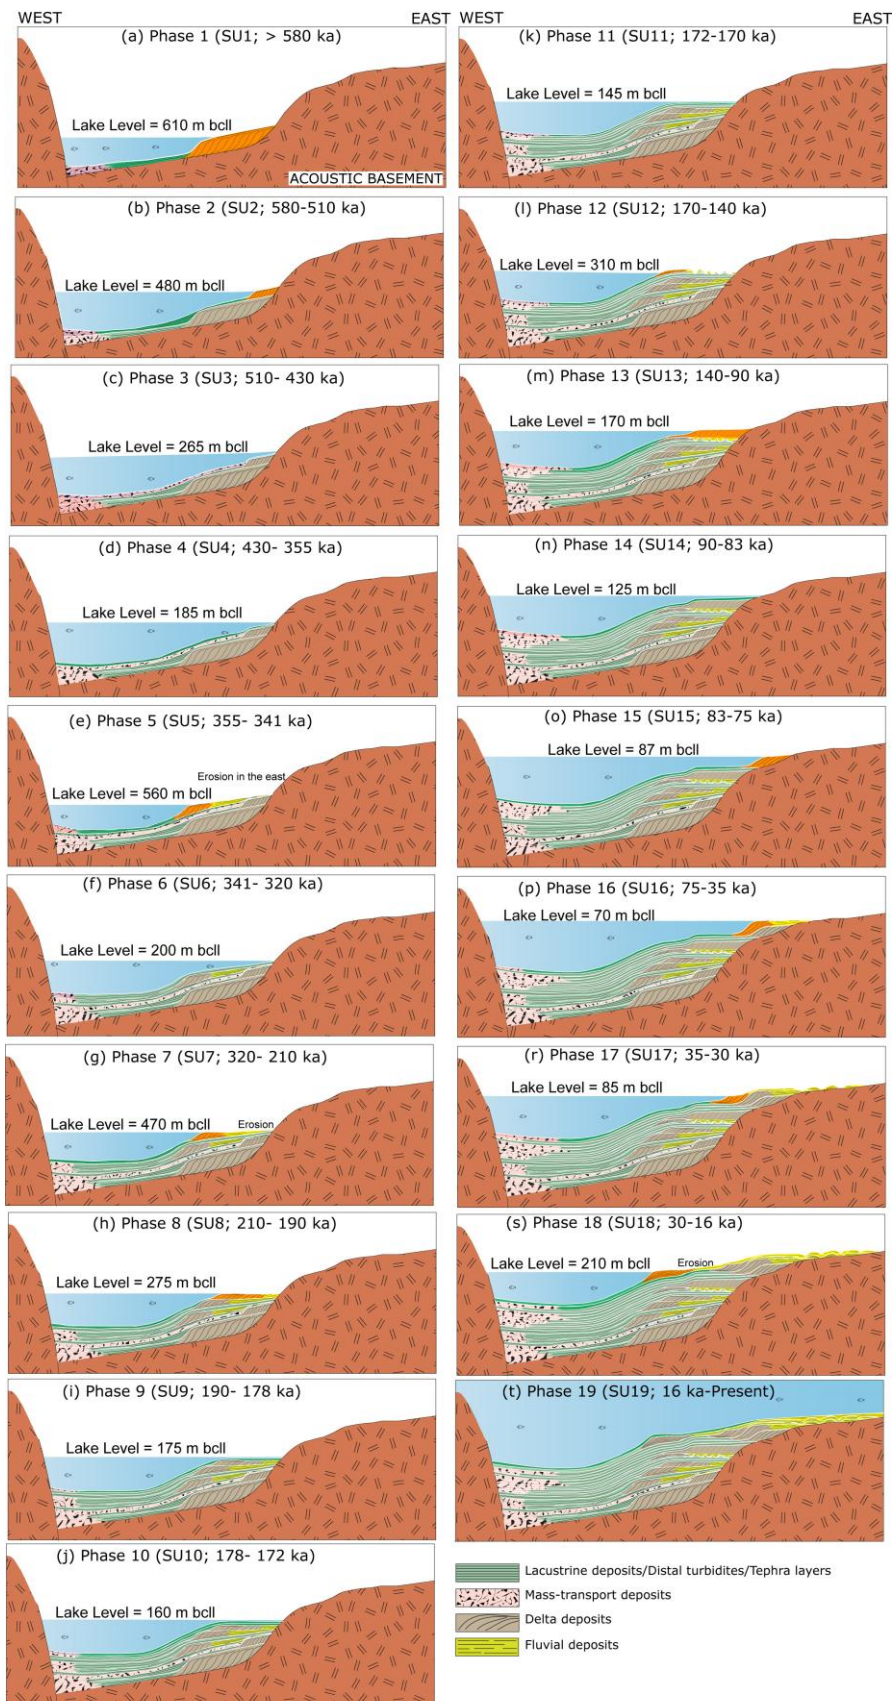 WEST
EAST
(a) Phase 1 (SU1; > 580 ka)
Lake Level = 610 m bcll
ACOUSTIC BASEMENT
(b) Phase 2 (SU2; 580-510 ka)
Lake Level = 480 m bcll
(c) Phase 3 (SU3; 510- 430 ka)
Lake Level = 265 m bcll
(d) Phase 4 (SU4; 430- 355 ka)
Lake Level = 185 m bcll
(e) Phase 5 (SU5; 355- 341 ka)
Erosion in the east
Lake Level = 560 m bcll
(f) Phase 6 (SU6; 341- 320 ka)
Lake Level = 200 m bcll
(g) Phase 7 (SU7; 320- 210 ka)
Lake Level = 470 m bcll
Erosion
(h) Phase 8 (SU8; 210- 190 ka)
Lake Level = 275 m bcll
(i) Phase 9 (SU9; 190- 178 ka)
Lake Level = 175 m bcll
(j) Phase 10 (SU10; 178- 172 ka)
Lake Level = 160 m bcll
WEST
EAST
(k) Phase 11 (SU11; 172-170 ka)
Lake Level = 145 m bcll
(l) Phase 12 (SU12; 170-140 ka)
Lake Level = 310 m bcll
(m) Phase 13 (SU13; 140-90 ka)
Lake Level = 170 m bcll
(n) Phase 14 (SU14; 90-83 ka)
Lake Level = 125 m bcll
(o) Phase 15 (SU15; 83-75 ka)
Lake Level = 87 m bcll
(p) Phase 16 (SU16; 75-35 ka)
Lake Level = 70 m bcll
(r) Phase 17 (SU17; 35-30 ka)
Lake Level = 85 m bcll
(s) Phase 18 (SU18; 30-16 ka)
Lake Level = 210 m bcll
Erosion
(t) Phase 19 (SU19; 16 ka-Present)
Lacustrine deposits/Distal turbidites/Tephra layers
Mass-transport deposits
Delta deposits
Fluvial deposits